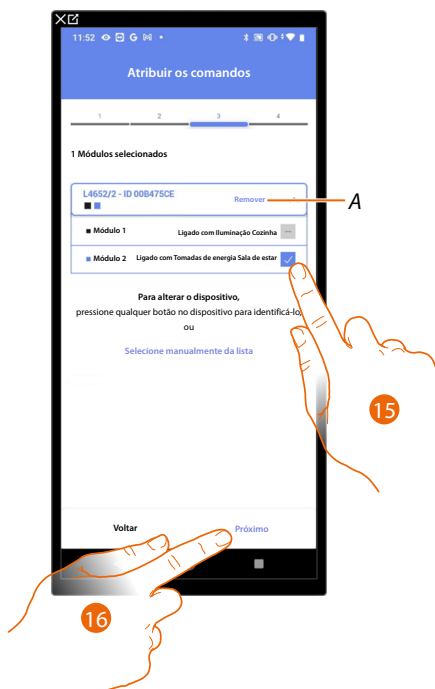 11:52 G
Atribuir os comandos
1 2 3 4
1 Módulos selecionados
L4652/2 - ID 00B475CE
Remover
A
Módulo 1 Ligado com Iluminação Cozinha
Módulo 2 Ligado com Tomadas de energia Sala de estar
Para alterar o dispositivo,
pressione qualquer botão no dispositivo para identificá-lo,
ou
Selecione manualmente da lista
15
Voltar Próximo
16